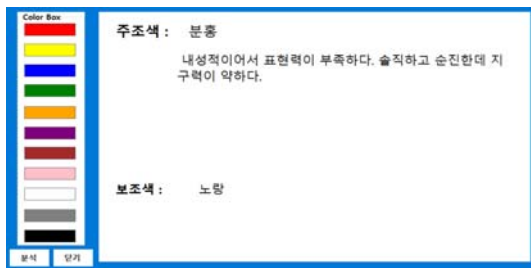 Color Box
주조색 : 분홍
내성적이어서 표현력이 부족하다. 솔직하고 순진한데 지
구력이 약하다.
보조색 : 노랑
분석 닫기